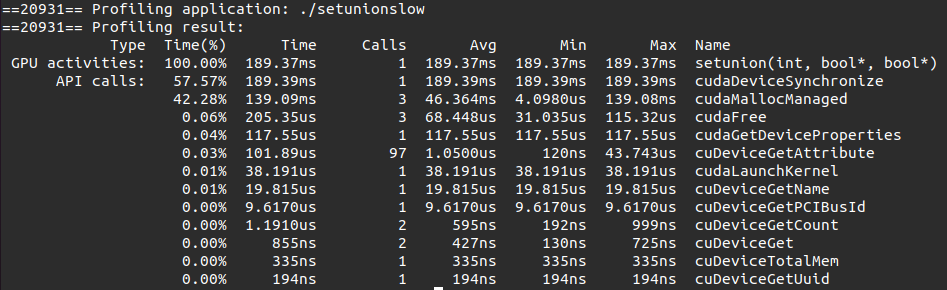 ==20931== Profiling application: ./setunionslow
==20931== Profiling result:
Type Time(%) Time Calls Avg Min Max Name
GPU activities: 100.00% 189.37ms 1 189.37ms 189.37ms 189.37ms setunion(int, bool*, bool*)
API calls: 57.57% 189.39ms 1 189.39ms 189.39ms 189.39ms cudaDeviceSynchronize
42.28% 139.09ms 3 46.364ms 4.0980us 139.08ms cudaMallocManaged
0.06% 205.35us 3 68.448us 31.035us 115.32us cudaFree
0.04% 117.55us 1 117.55us 117.55us 117.55us cudaGetDeviceProperties
0.03% 101.89us 97 1.0500us 120ns 43.743us cuDeviceGetAttribute
0.01% 38.191us 1 38.191us 38.191us 38.191us cudaLaunchKernel
0.01% 19.815us 1 19.815us 19.815us 19.815us cuDeviceGetName
0.00% 9.6170us 1 9.6170us 9.6170us 9.6170us cuDeviceGetPCIBusId
0.00% 1.1910us 2 595ns 192ns 999ns cuDeviceGetCount
0.00% 855ns 2 427ns 130ns 725ns cuDeviceGet
0.00% 335ns 1 335ns 335ns 335ns cuDeviceTotalMem
0.00% 194ns 1 194ns 194ns 194ns cuDeviceGetUuid